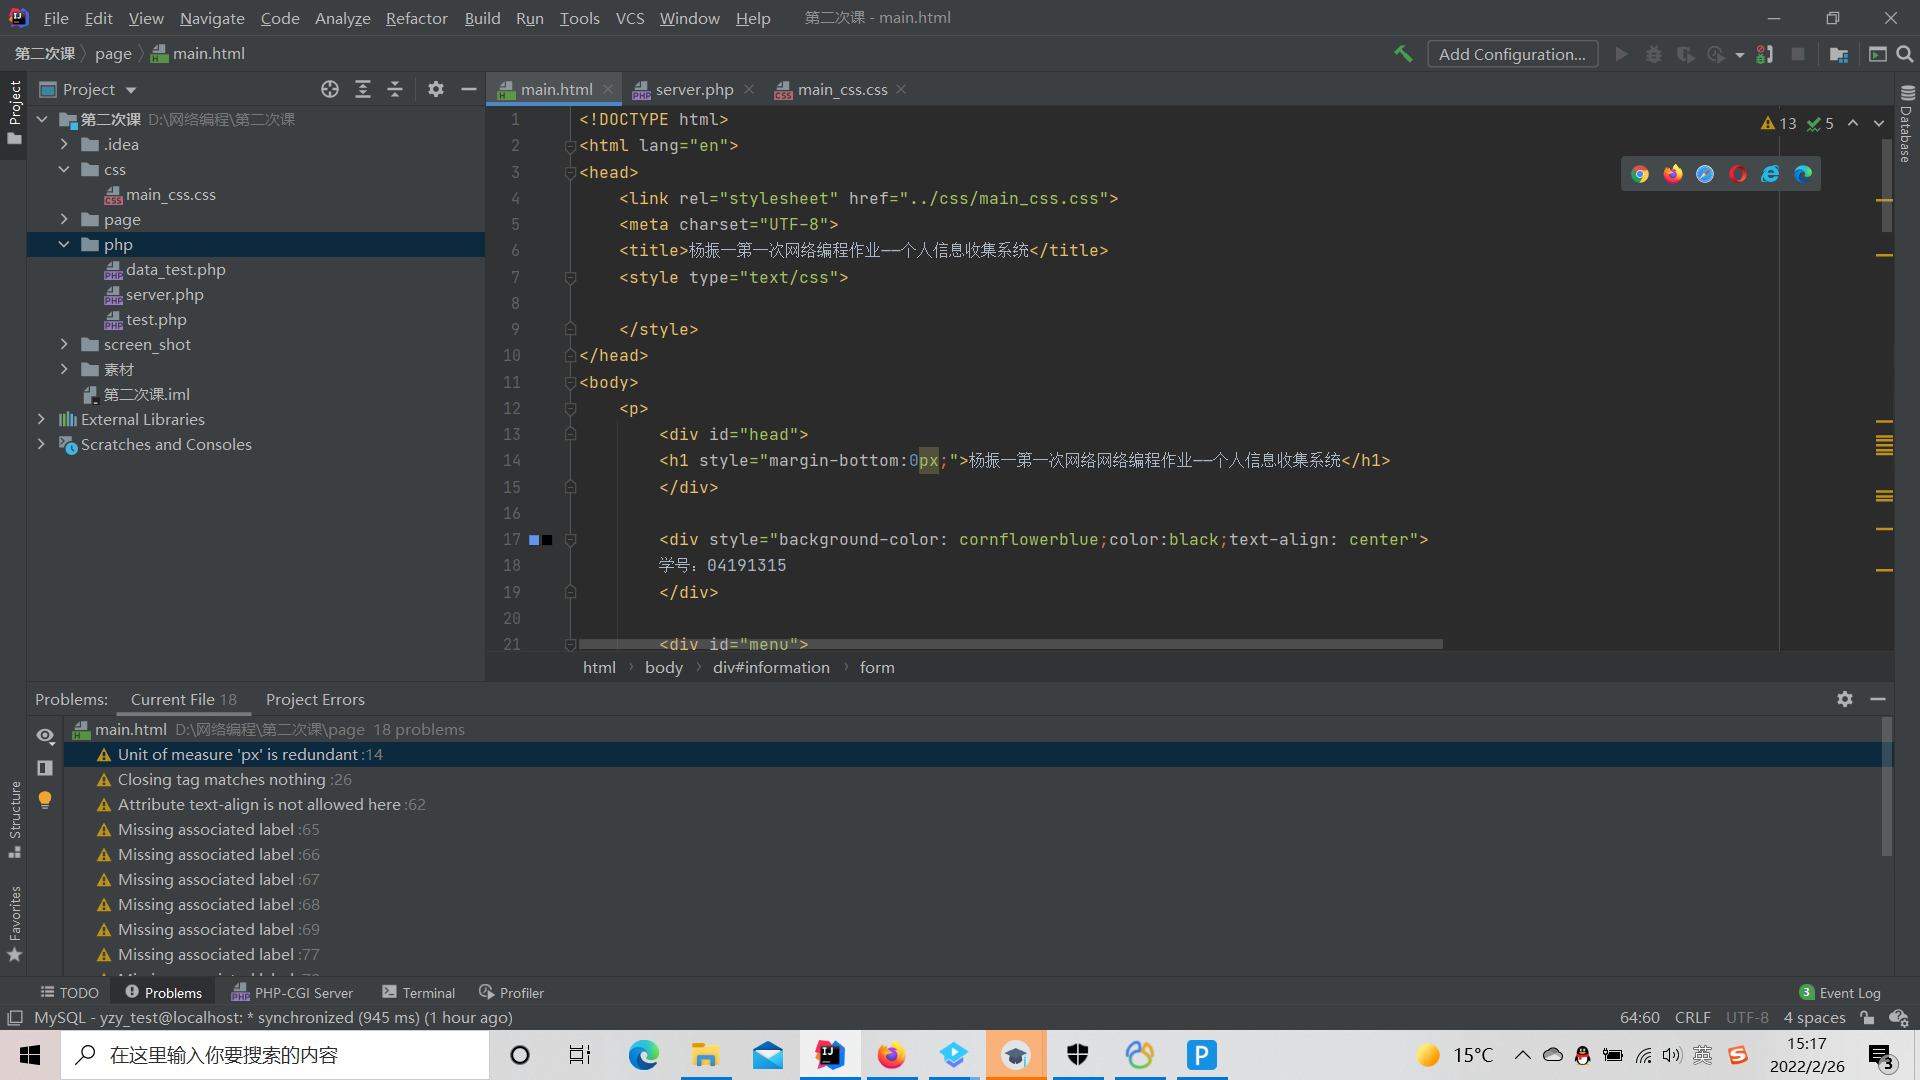 File Edit View Navigate Code Analyze Refactor Build Run Tools VCS Window Help 第二次课 - main.html
第二次课 page main.html
Add Configuration...
Project
Project
main.html server.php main_css.css
Database
第二次课 D:\网络编程\第二次课
.idea
css
main_css.css
page
php
data_test.php
server.php
test.php
screen_shot
素材
第二次课.iml
External Libraries
Scratches and Consoles
13 5
1 <!DOCTYPE html>
2 <html lang="en">
3 <head>
4 <link rel="stylesheet" href="../css/main_css.css">
5 <meta charset="UTF-8">
6 <title>杨振一第一次网络编程作业——个人信息收集系统</title>
7 <style type="text/css">
8
9 </style>
10 </head>
11 <body>
12 <p>
13 <div id="head">
14 <h1 style="margin-bottom:0px;">杨振一第一次网络网络编程作业——个人信息收集系统</h1>
15 </div>
16
17 <div style="background-color: cornflowerblue;color:black;text-align: center">
18 学号：04191315
19 </div>
20
21 <div id="menu">
html body div#information form
Problems: Current File 18 Project Errors
main.html D:\网络编程\第二次课\page 18 problems
Unit of measure 'px' is redundant :14
Closing tag matches nothing :26
Attribute text-align is not allowed here :62
Missing associated label :65
Missing associated label :66
Missing associated label :67
Missing associated label :68
Missing associated label :69
Missing associated label :77
Structure
Favorites
TODO Problems PHP-CGI Server Terminal Profiler 3 Event Log
MySQL - yzy_test@localhost: * synchronized (945 ms) (1 hour ago) 64:60 CRLF UTF-8 4 spaces
在这里输入你要搜索的内容
15°C 英 15:17
2022/2/26
3